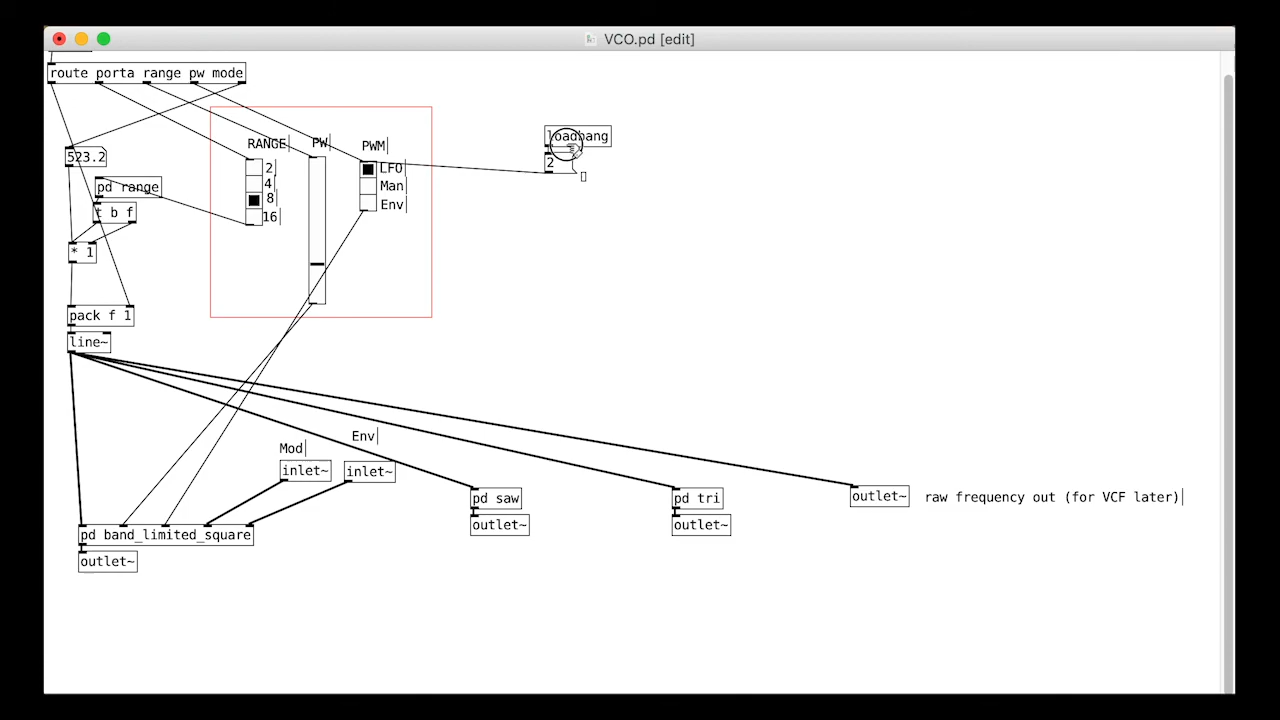 VCO.pd [edit]
route porta range pw mode
loadbang
RANGE
PW
PWM
523.2
2
LFO
2
pd range
4
Man
8
Env
t b f
16
* 1
pack f 1
line~
Env
Mod
inlet~
inlet~
pd saw
pd tri
outlet~
raw frequency out (for VCF later)
outlet~
outlet~
pd band_limited_square
outlet~